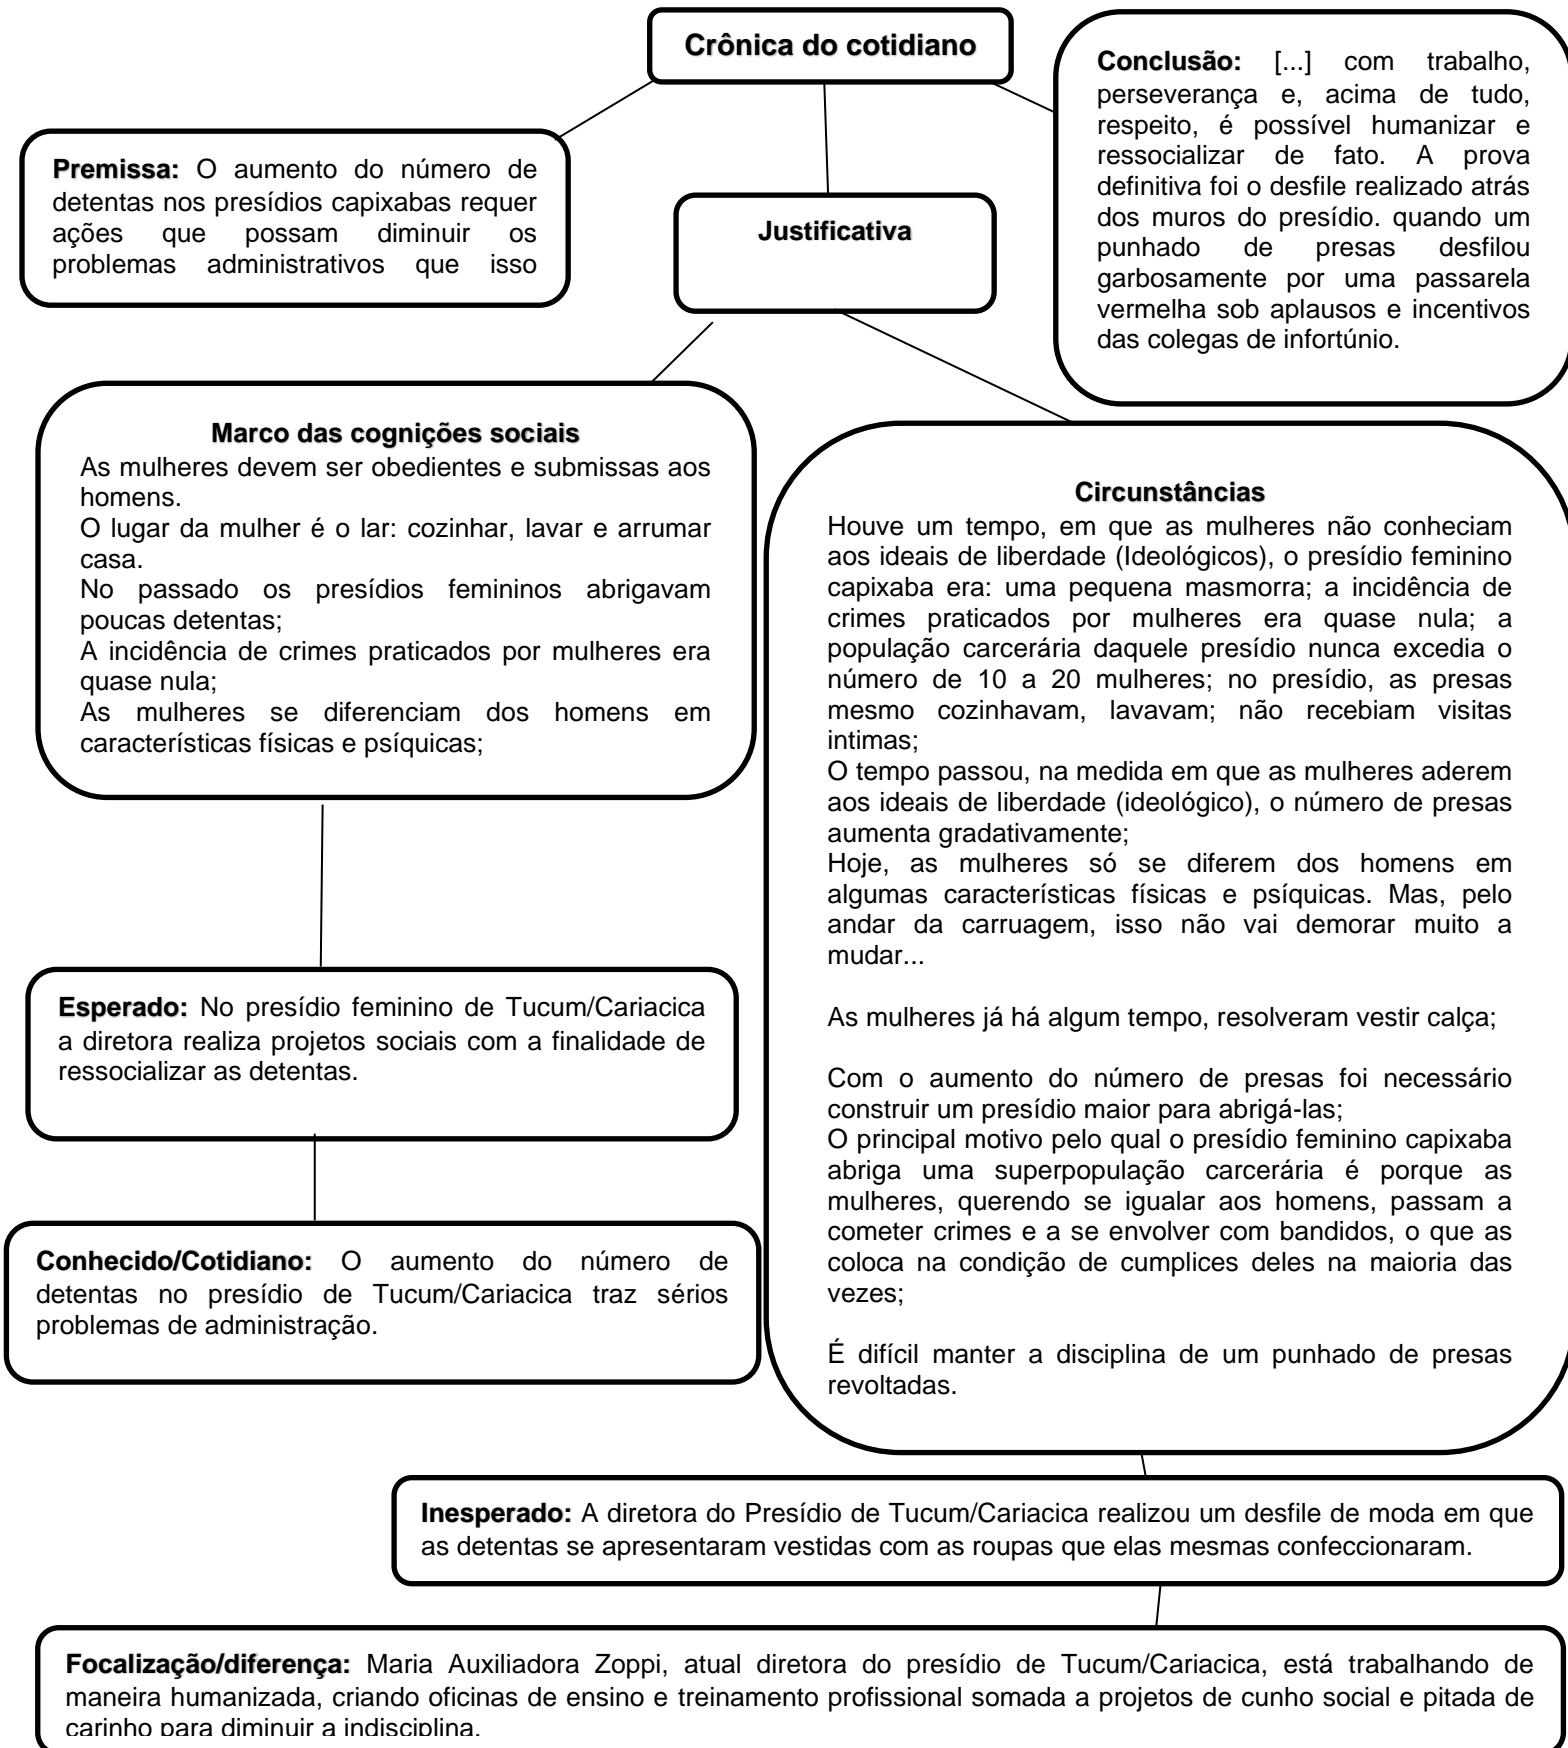 Crônica do cotidiano
Premissa: O aumento do número de
detentas nos presídios capixabas requer
ações que possam diminuir os
problemas administrativos que isso
Justificativa
Conclusão: [...] com trabalho,
perseverança e, acima de tudo,
respeito, é possível humanizar e
ressocializar de fato. A prova
definitiva foi o desfile realizado atrás
dos muros do presídio. quando um
punhado de presas desfilou
garbosamente por uma passarela
vermelha sob aplausos e incentivos
das colegas de infortúnio.
Marco das cognições sociais
As mulheres devem ser obedientes e submissas aos
homens.
O lugar da mulher é o lar: cozinhar, lavar e arrumar
casa.
No passado os presídios femininos abrigavam
poucas detentas;
A incidência de crimes praticados por mulheres era
quase nula;
As mulheres se diferenciam dos homens em
características físicas e psíquicas;
Esperado: No presídio feminino de Tucum/Cariacica
a diretora realiza projetos sociais com a finalidade de
ressocializar as detentas.
Conhecido/Cotidiano: O aumento do número de
detentas no presídio de Tucum/Cariacica traz sérios
problemas de administração.
Circunstâncias
Houve um tempo, em que as mulheres não conheciam
aos ideais de liberdade (Ideológicos), o presídio feminino
capixaba era: uma pequena masmorra; a incidência de
crimes praticados por mulheres era quase nula; a
população carcerária daquele presídio nunca excedia o
número de 10 a 20 mulheres; no presídio, as presas
mesmo cozinhavam, lavavam; não recebiam visitas
intimas;
O tempo passou, na medida em que as mulheres aderem
aos ideais de liberdade (ideológico), o número de presas
aumenta gradativamente;
Hoje, as mulheres só se diferem dos homens em
algumas características físicas e psíquicas. Mas, pelo
andar da carruagem, isso não vai demorar muito a
mudar...
As mulheres já há algum tempo, resolveram vestir calça;
Com o aumento do número de presas foi necessário
construir um presídio maior para abrigá-las;
O principal motivo pelo qual o presídio feminino capixaba
abriga uma superpopulação carcerária é porque as
mulheres, querendo se igualar aos homens, passam a
cometer crimes e a se envolver com bandidos, o que as
coloca na condição de cumplices deles na maioria das
vezes;
É difícil manter a disciplina de um punhado de presas
revoltadas.
Inesperado: A diretora do Presídio de Tucum/Cariacica realizou um desfile de moda em que
as detentas se apresentaram vestidas com as roupas que elas mesmas confeccionaram.
Focalização/diferença: Maria Auxiliadora Zoppi, atual diretora do presídio de Tucum/Cariacica, está trabalhando de
maneira humanizada, criando oficinas de ensino e treinamento profissional somada a projetos de cunho social e pitada de
carinho para diminuir a indisciplina.